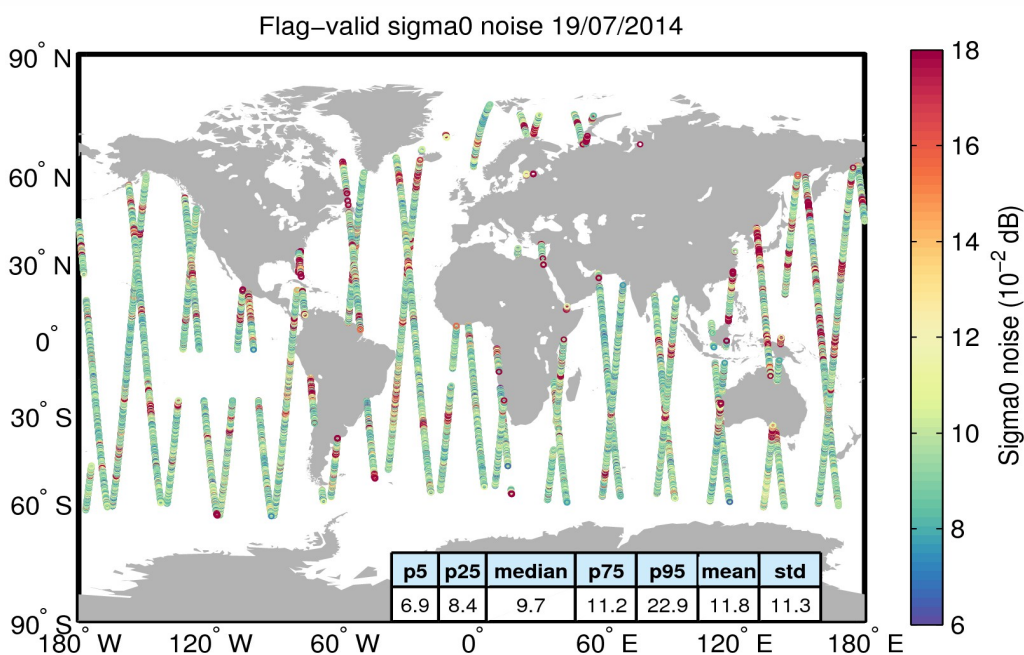 Flag−valid sigma0 noise 19/07/2014
90° N
60° N
30° N
0°
30° S
60° S
90° S
180° W
120° W
60° W
0°
60° E
120° E
180° E
p5 p25 median p75 p95 mean std
6.9 8.4 9.7 11.2 22.9 11.8 11.3
18
16
14
12
10
8
6
Sigma0 noise (10⁻² dB)